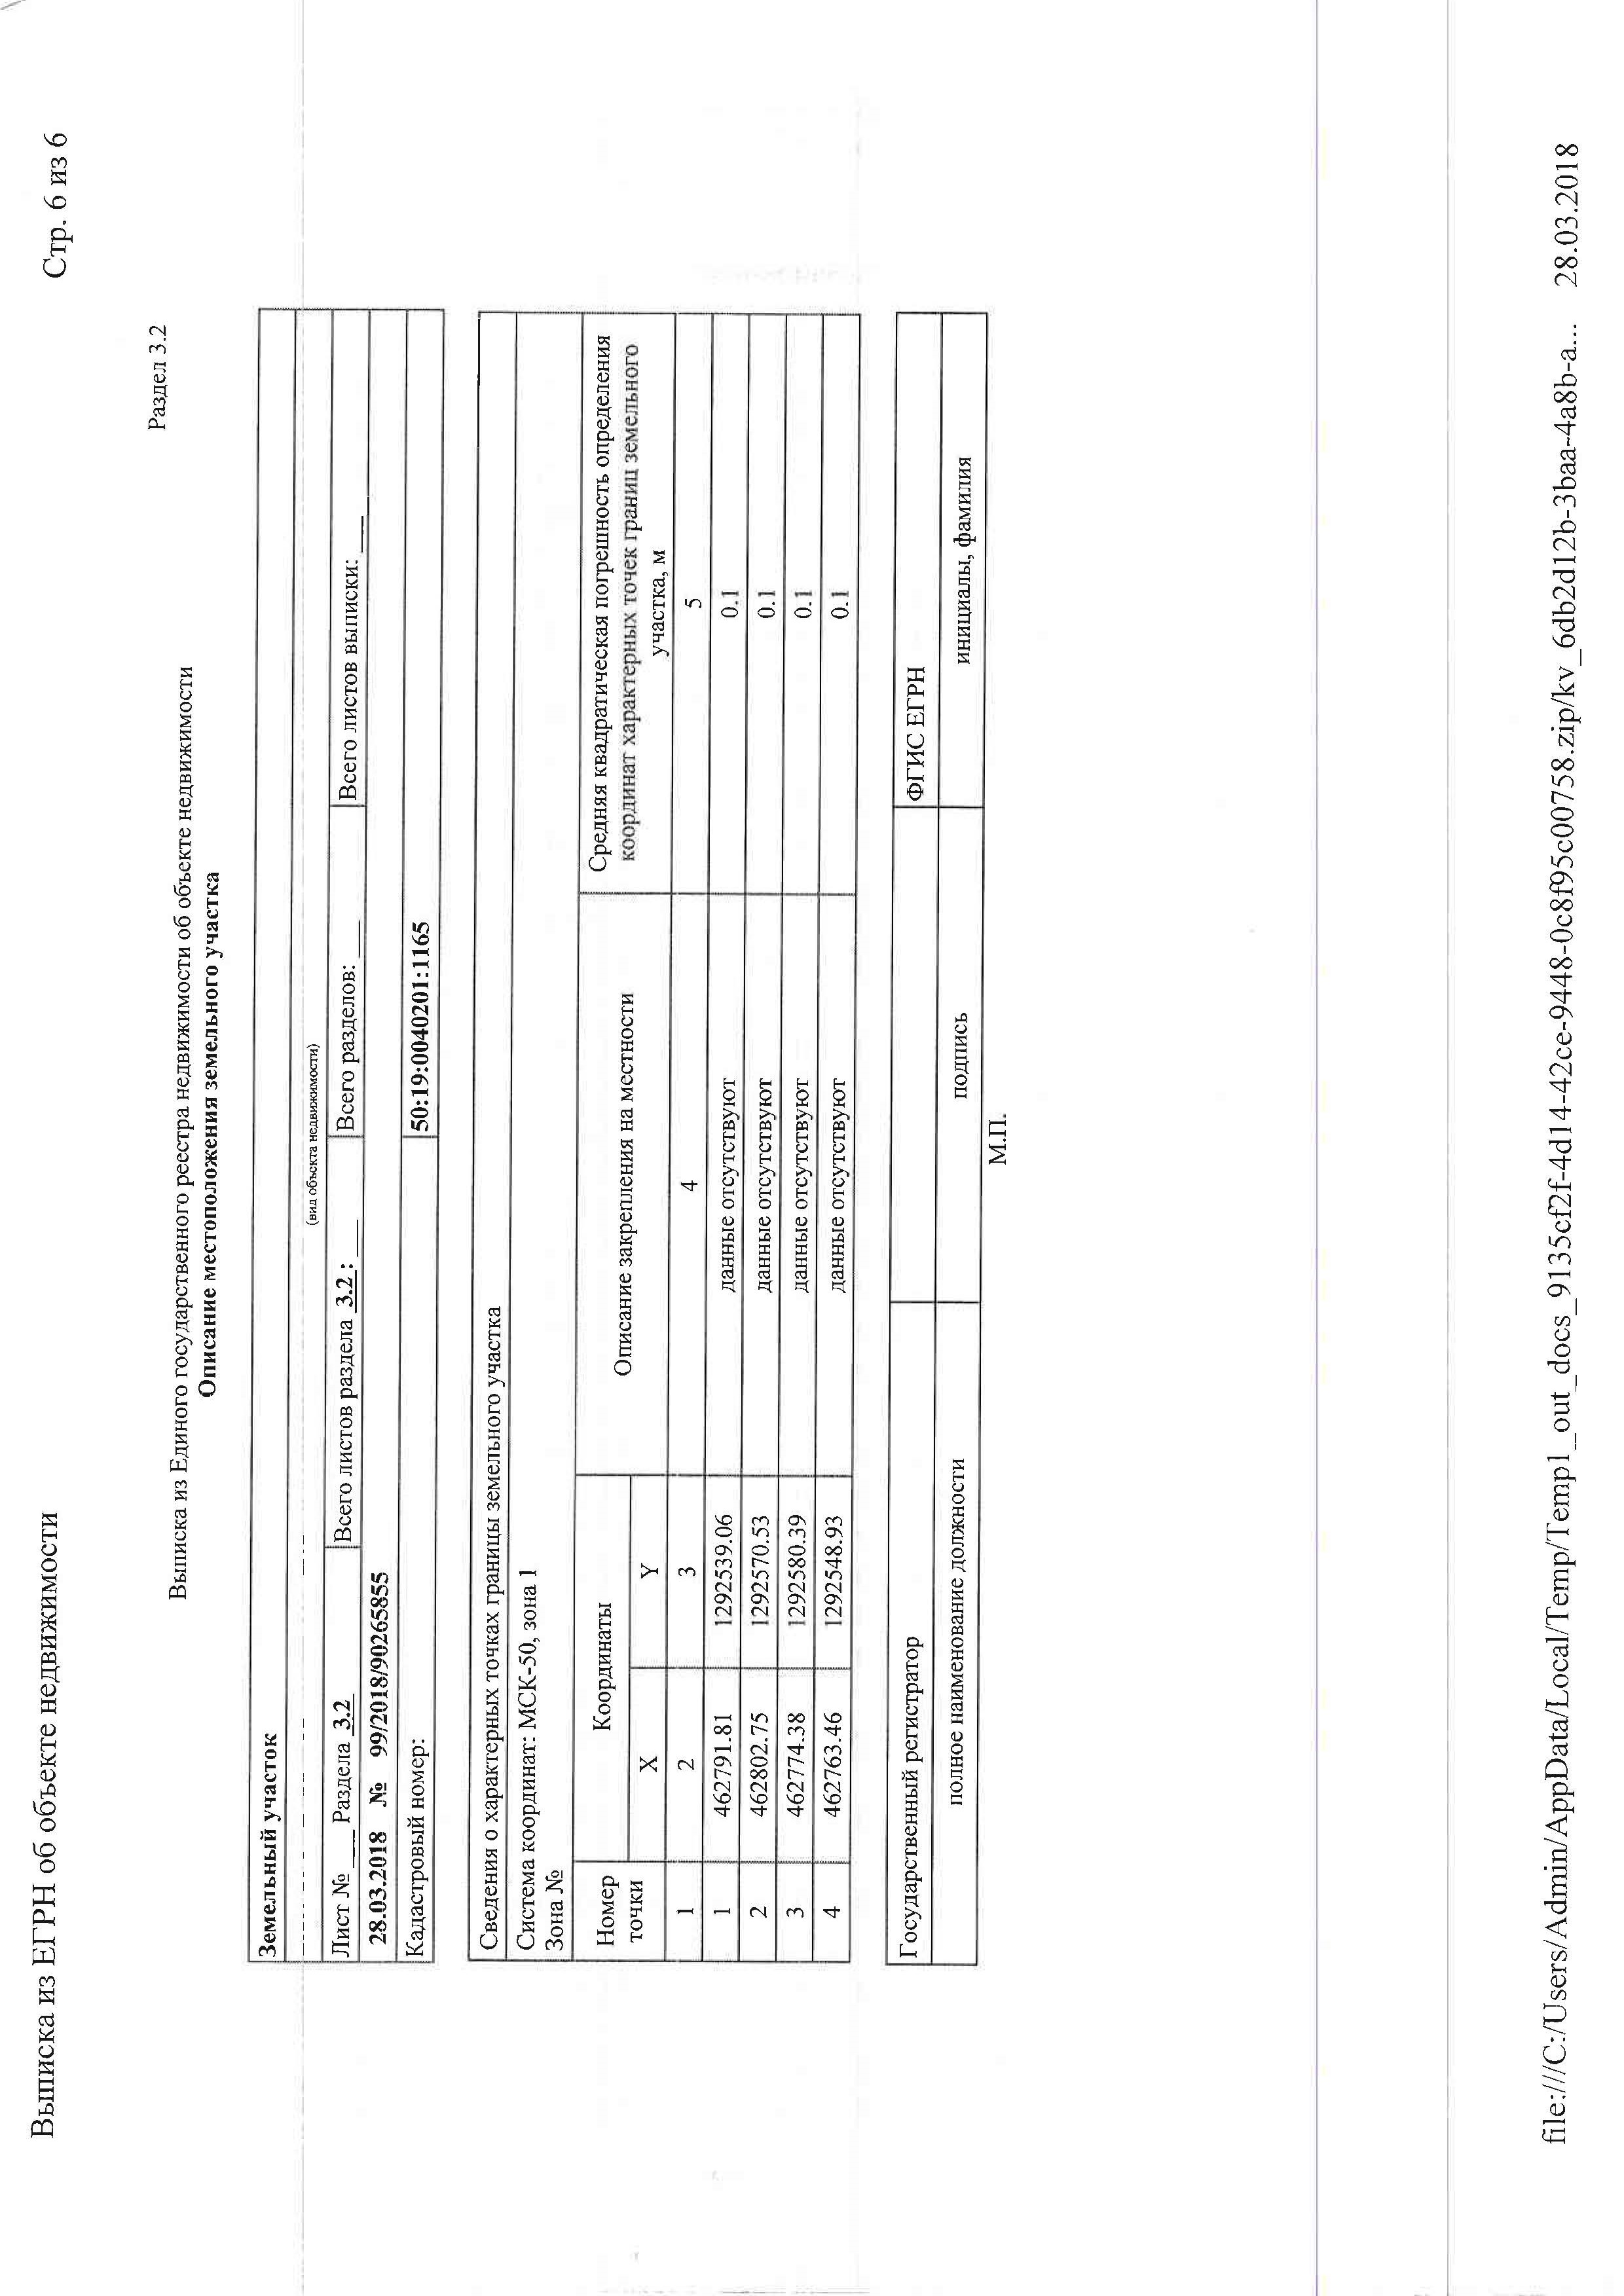 Выписка из ЕГРН об объекте недвижимости
Стр. 6 из 6
Раздел 3.2
Выписка из Единого государственного реестра недвижимости об объекте недвижимости
Описание местоположения земельного участка
Земельный участок
(вид объекта недвижимости)
Лист № ___ Раздела 3.2
Всего листов раздела 3.2 : ___
Всего разделов: ___
Всего листов выписки: ___
28.03.2018 № 99/2018/90265855
Кадастровый номер:
50:19:0040201:1165
Сведения о характерных точках границы земельного участка
Система координат: МСК-50, зона 1
Зона №
Номер
точки
Координаты
X
Y
Описание закрепления на местности
Средняя квадратическая погрешность определения
координат характерных точек границ земельного
участка, м
1 2 3 4 5
1 462791.81 1292539.06 данные отсутствуют 0.1
2 462802.75 1292570.53 данные отсутствуют 0.1
3 462774.38 1292580.39 данные отсутствуют 0.1
4 462763.46 1292548.93 данные отсутствуют 0.1
Государственный регистратор
ФГИС ЕГРН
полное наименование должности
подпись
инициалы, фамилия
М.П.
file:///C:/Users/Admin/AppData/Local/Temp/Temp1_out_docs_9135cf2f-4d14-42ce-9448-0c8f95c00758.zip/kv_6db2d12b-3baa-4a8b-a... 28.03.2018